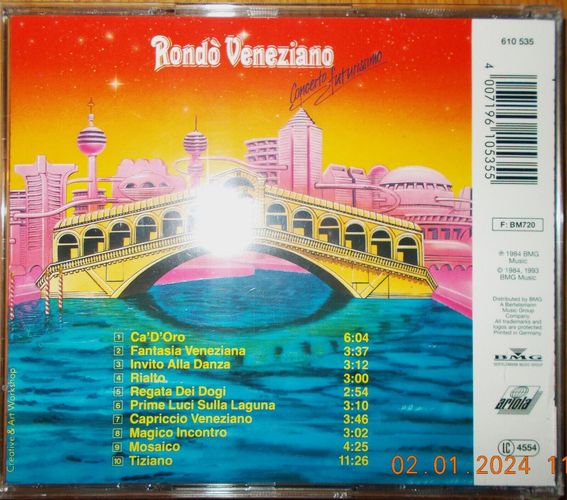 Rondò Veneziano
Concerto futurissimo
610 535
4 007196 105355
F: BM720
℗ 1984 BMG
Music
© 1984, 1993
BMG Music
Distributed by BMG
A Bertelsmann
Music Group
Company.
All trademarks and
logos are protected.
Printed in Germany.
BMG
BERTELSMANN MUSIC GROUP
ariola
LC 4554
Creative & Art Workshop
1 Ca'D'Oro 6:04
2 Fantasia Veneziana 3:37
3 Invito Alla Danza 3:12
4 Rialto 3:00
5 Regata Dei Dogi 2:54
6 Prime Luci Sulla Laguna 3:10
7 Capriccio Veneziano 3:46
8 Magico Incontro 3:02
9 Mosaico 4:25
10 Tiziano 11:26
02.01.2024